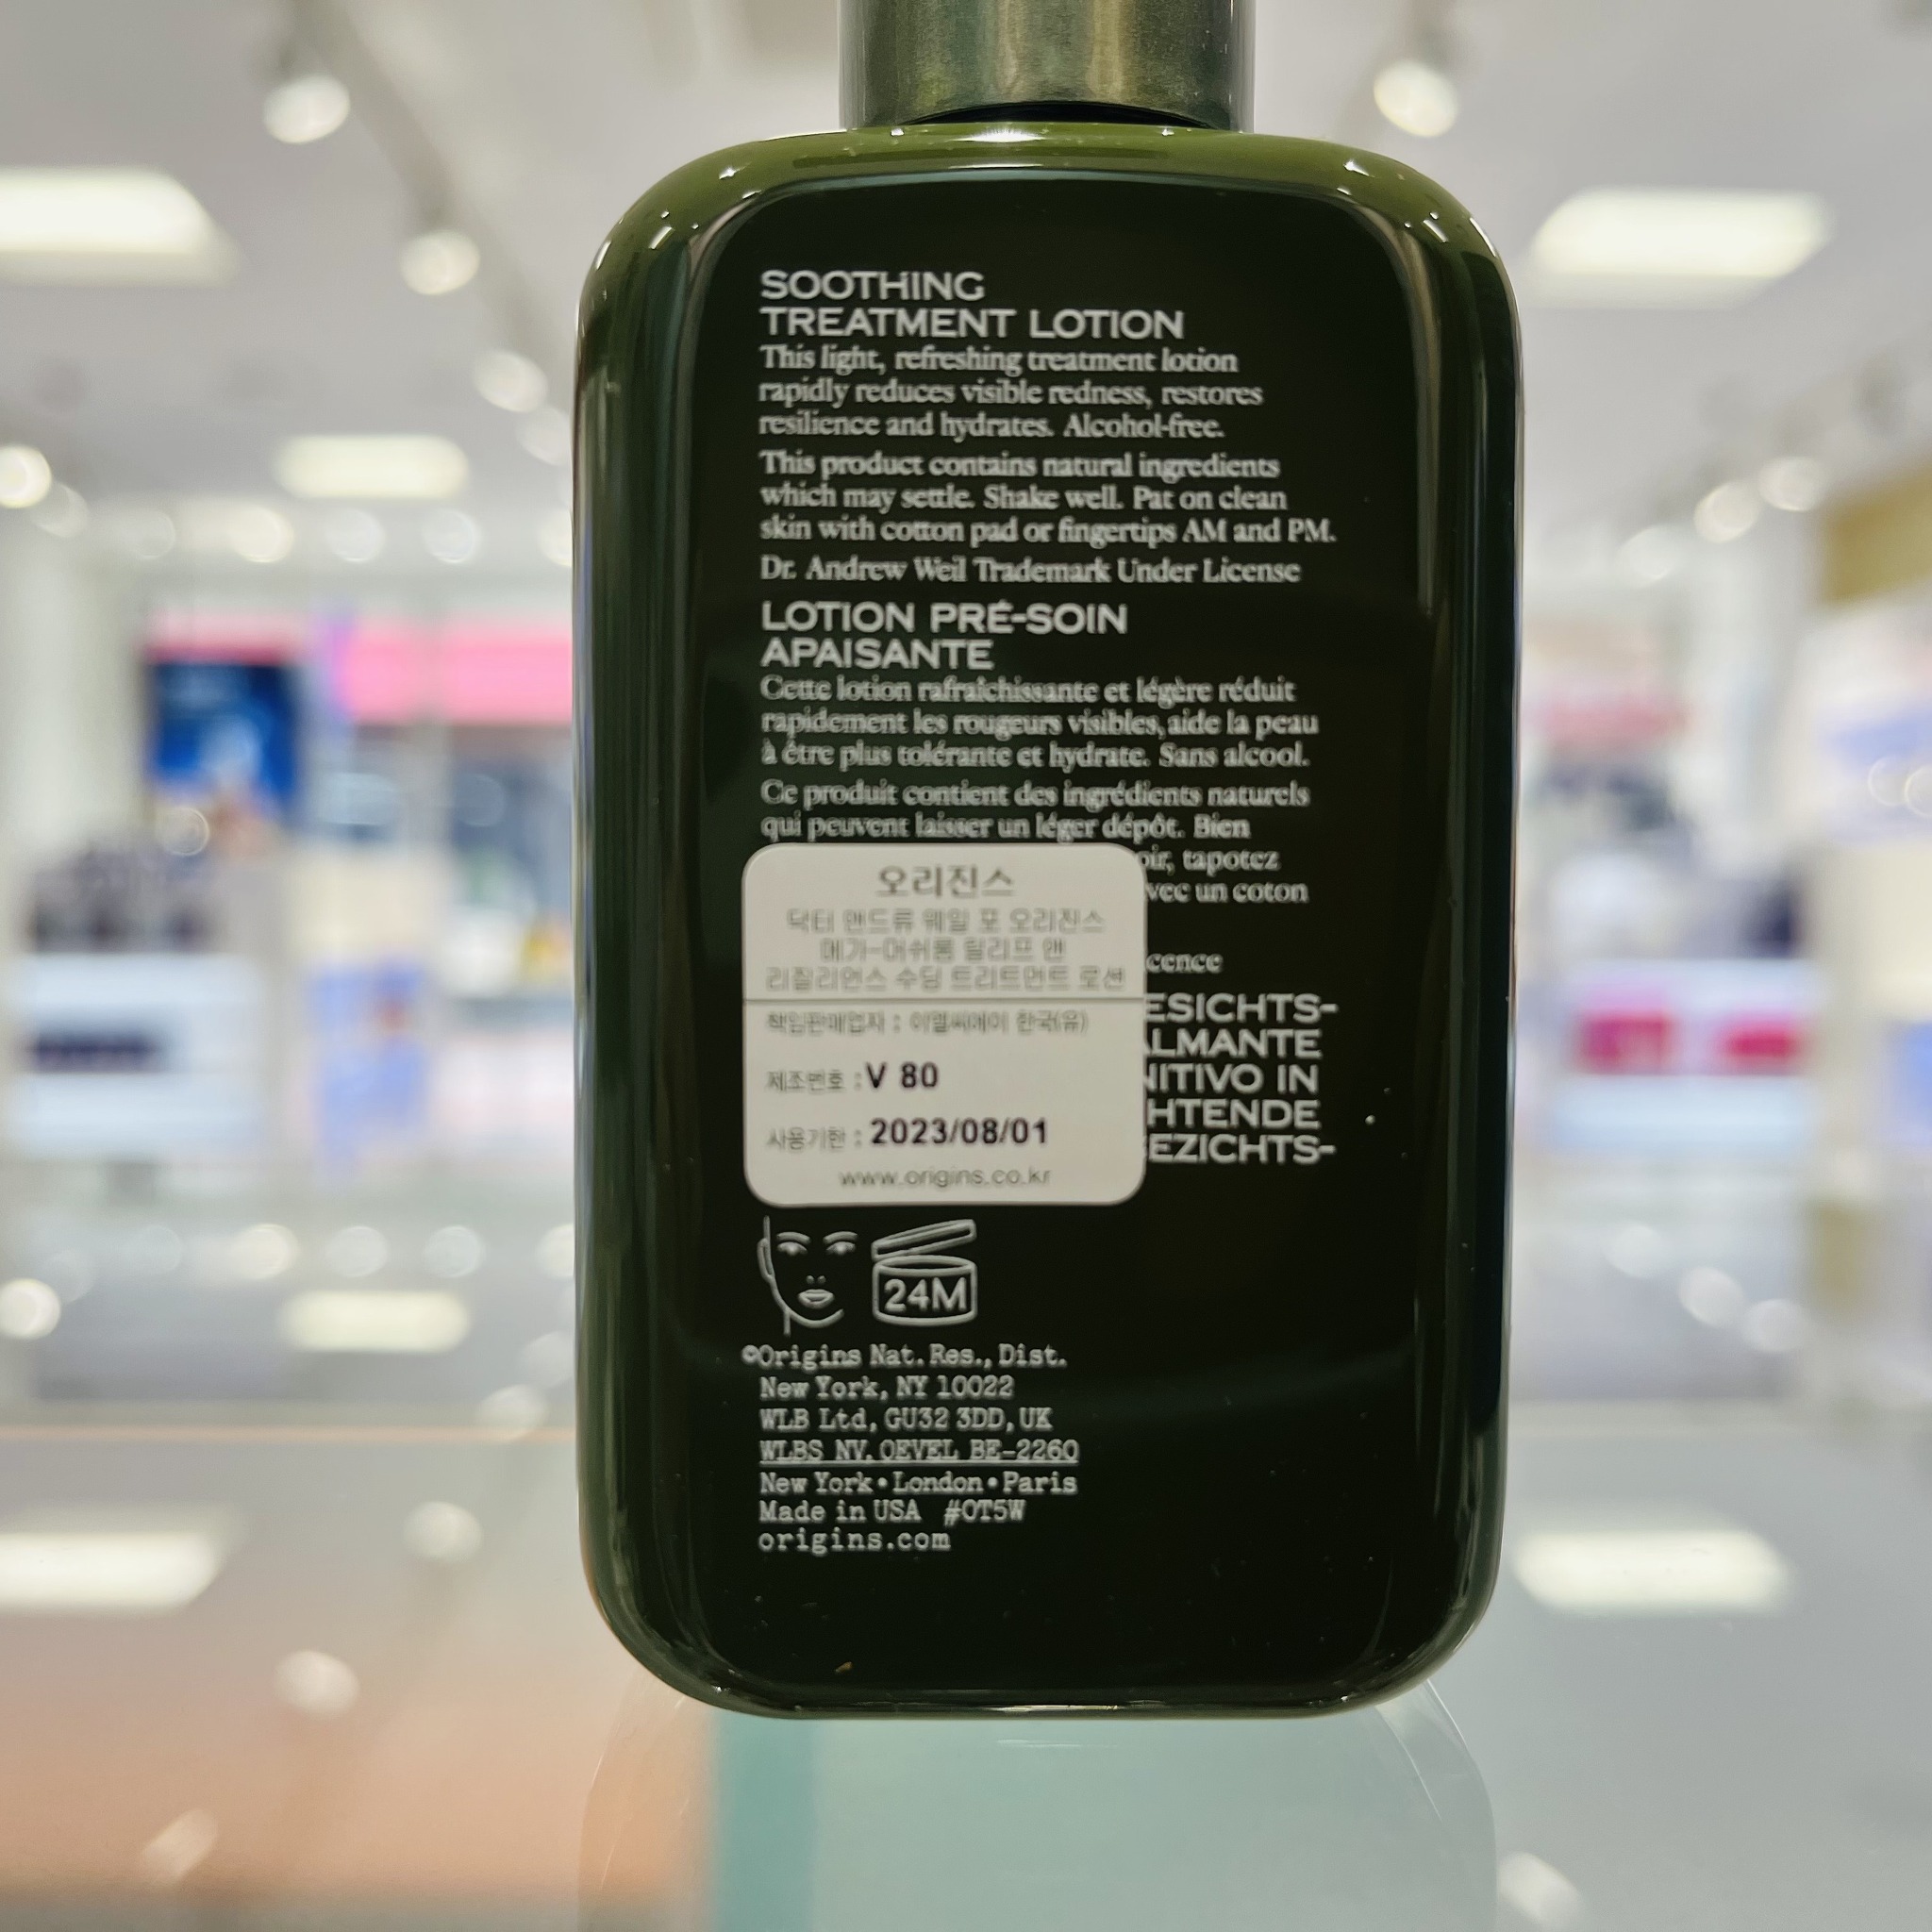 SOOTHING
TREATMENT LOTION
This light, refreshing treatment lotion
rapidly reduces visible redness, restores
resilience and hydrates. Alcohol-free.
This product contains natural ingredients
which may settle. Shake well. Pat on clean
skin with cotton pad or fingertips AM and PM.
Dr. Andrew Weil Trademark Under License
LOTION PRÉ-SOIN
APAISANTE
Cette lotion rafraîchissante et légère réduit
rapidement les rougeurs visibles, aide la peau
à être plus tolérante et hydrate. Sans alcool.
Ce produit contient des ingrédients naturels
qui peuvent laisser un léger dépôt. Bien
oir, tapotez
vec un coton
cence
ESICHTS-
ALMANTE
NITIVO IN
HTENDE
EZICHTS-
오리진스
닥터 앤드류 웨일 포 오리진스
메가-머쉬룸 릴리프 앤
리질리언스 수딩 트리트먼트 로션
책임판매업자 : 이엘씨에이 한국(유)
제조번호 : V 80
사용기한 : 2023/08/01
www.origins.co.kr
24M
©Origins Nat. Res., Dist.
New York, NY 10022
WLB Ltd, GU32 3DD, UK
WLBS NV, OEVEL BE-2260
New York • London • Paris
Made in USA #OT5W
origins.com